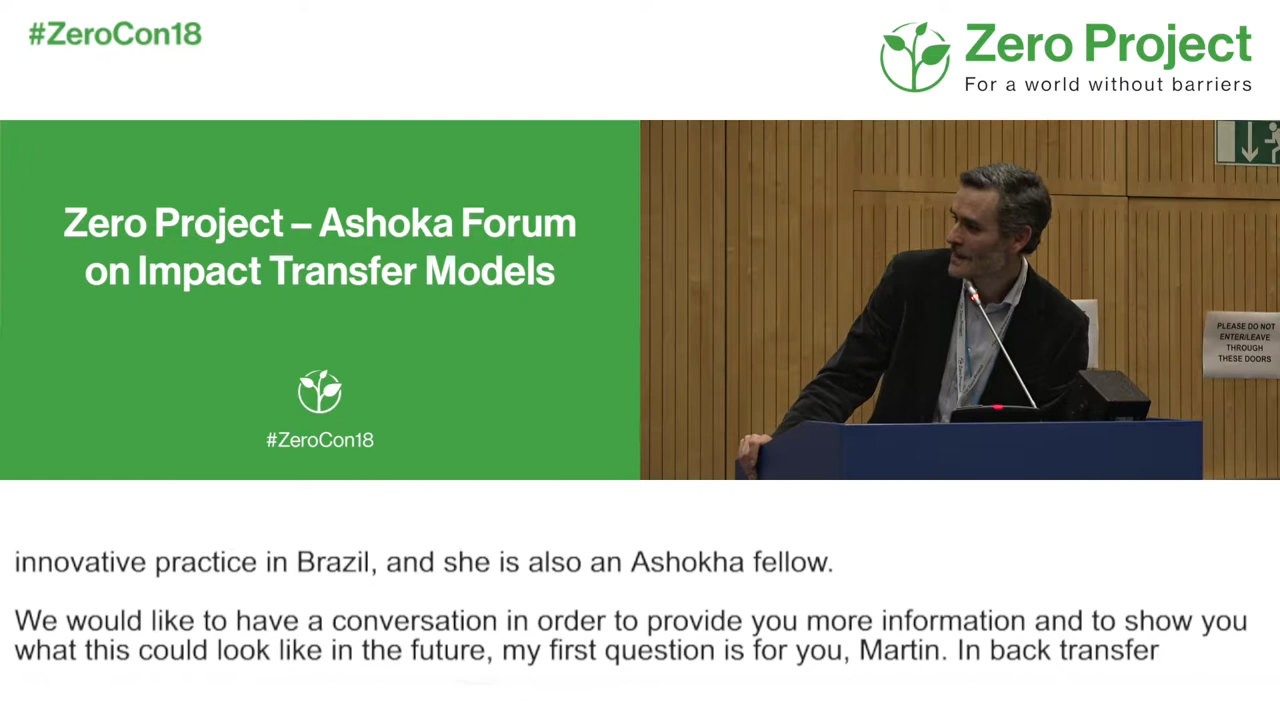 #ZeroCon18
Zero Project
For a world without barriers
Zero Project – Ashoka Forum
on Impact Transfer Models
#ZeroCon18
PLEASE DO NOT
ENTER/LEAVE
THROUGH
THESE DOORS
innovative practice in Brazil, and she is also an Ashokha fellow.
We would like to have a conversation in order to provide you more information and to show you
what this could look like in the future, my first question is for you, Martin. In back transfer